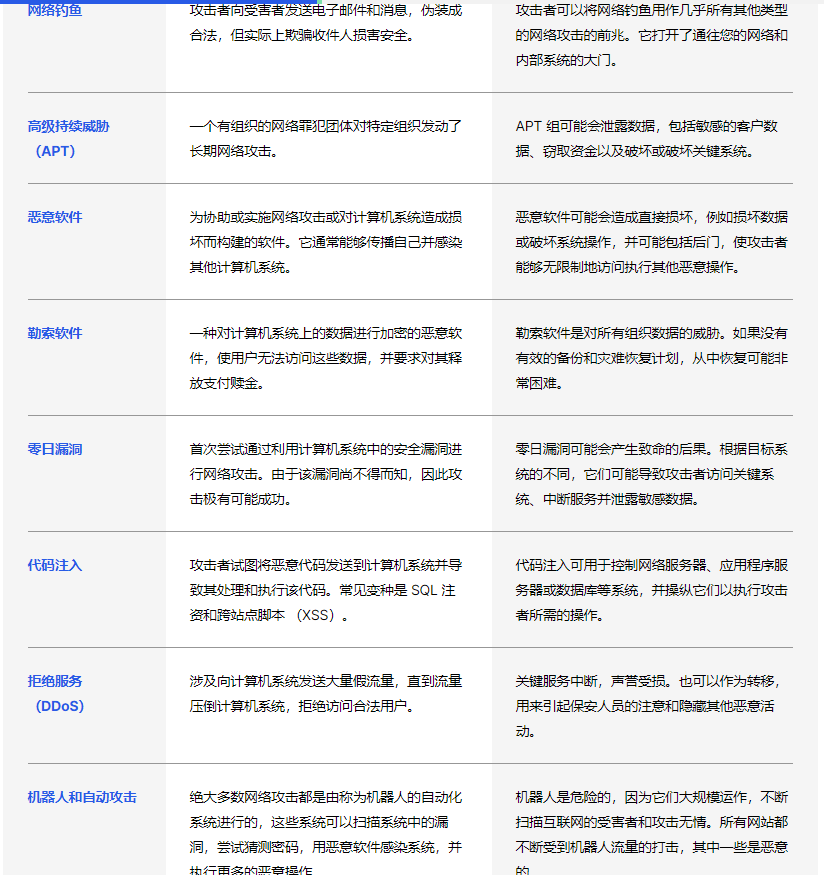 网络钓鱼
攻击者向受害者发送电子邮件和消息，伪装成
合法，但实际上欺骗收件人损害安全。
攻击者可以将网络钓鱼用作几乎所有其他类型
的网络攻击的前兆。它打开了通往您的网络和
内部系统的大门。
高级持续威胁
（APT）
一个有组织的网络罪犯团体对特定组织发动了
长期网络攻击。
APT 组可能会泄露数据，包括敏感的客户数
据、窃取资金以及破坏或破坏关键系统。
恶意软件
为协助或实施网络攻击或对计算机系统造成损
坏而构建的软件。它通常能够传播自己并感染
其他计算机系统。
恶意软件可能会造成直接损坏，例如损坏数据
或破坏系统操作，并可能包括后门，使攻击者
能够无限制地访问执行其他恶意操作。
勒索软件
一种对计算机系统上的数据进行加密的恶意软
件，使用户无法访问这些数据，并要求对其释
放支付赎金。
勒索软件是对所有组织数据的威胁。如果没有
有效的备份和灾难恢复计划，从中恢复可能非
常困难。
零日漏洞
首次尝试通过利用计算机系统中的安全漏洞进
行网络攻击。由于该漏洞尚不得而知，因此攻
击极有可能成功。
零日漏洞可能会产生致命的后果。根据目标系
统的不同，它们可能导致攻击者访问关键系
统、中断服务并泄露敏感数据。
代码注入
攻击者试图将恶意代码发送到计算机系统并导
致其处理和执行该代码。常见变种是 SQL 注
资和跨站点脚本 （XSS）。
代码注入可用于控制网络服务器、应用程序服
务器或数据库等系统，并操纵它们以执行攻击
者所需的操作。
拒绝服务
（DDoS）
涉及向计算机系统发送大量假流量，直到流量
压倒计算机系统，拒绝访问合法用户。
关键服务中断，声誉受损。也可以作为转移，
用来引起保安人员的注意和隐藏其他恶意活
动。
机器人和自动攻击
绝大多数网络攻击都是由称为机器人的自动化
系统进行的，这些系统可以扫描系统中的漏
洞，尝试猜测密码，用恶意软件感染系统，并
执行更多的恶意操作
机器人是危险的，因为它们大规模运作，不断
扫描互联网的受害者和攻击无情。所有网站都
不断受到机器人流量的打击，其中一些是恶意
的